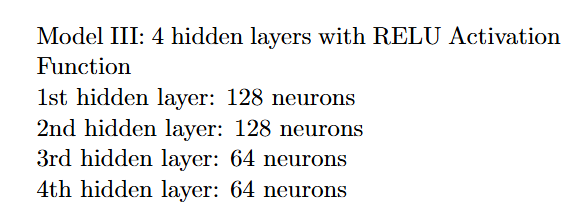 Model III: 4 hidden layers with RELU Activation
Function
1st hidden layer: 128 neurons
2nd hidden layer: 128 neurons
3rd hidden layer: 64 neurons
4th hidden layer: 64 neurons